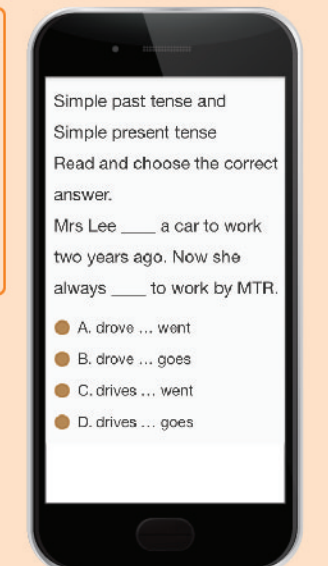 Simple past tense and
Simple present tense
Read and choose the correct
answer.
Mrs Lee ____ a car to work
two years ago. Now she
always ____ to work by MTR.
A. drove ... went
B. drove ... goes
C. drives ... went
D. drives ... goes